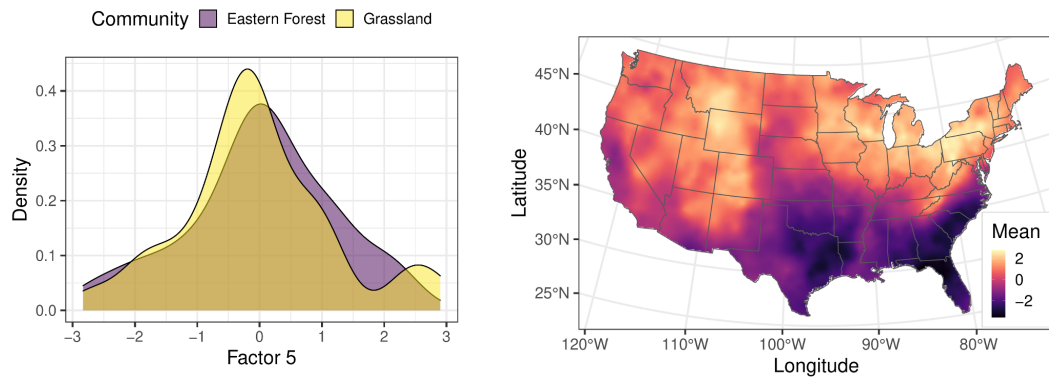 Community Eastern Forest Grassland
Density
0.4
0.3
0.2
0.1
0.0
−3 −2 −1 0 1 2 3
Factor 5
Latitude
45°N
40°N
35°N
30°N
25°N
120°W 110°W 100°W 90°W 80°W
Longitude
Mean
2
0
−2